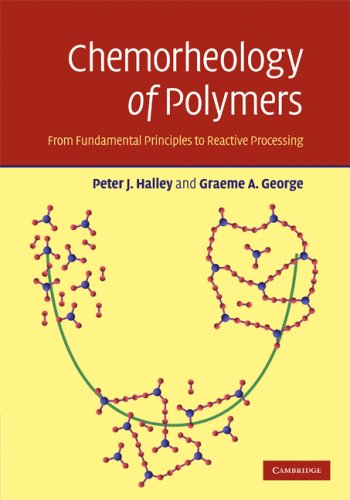 Chemorheology
of Polymers
From Fundamental Principles to Reactive Processing
Peter J. Halley and Graeme A. George
CAMBRIDGE